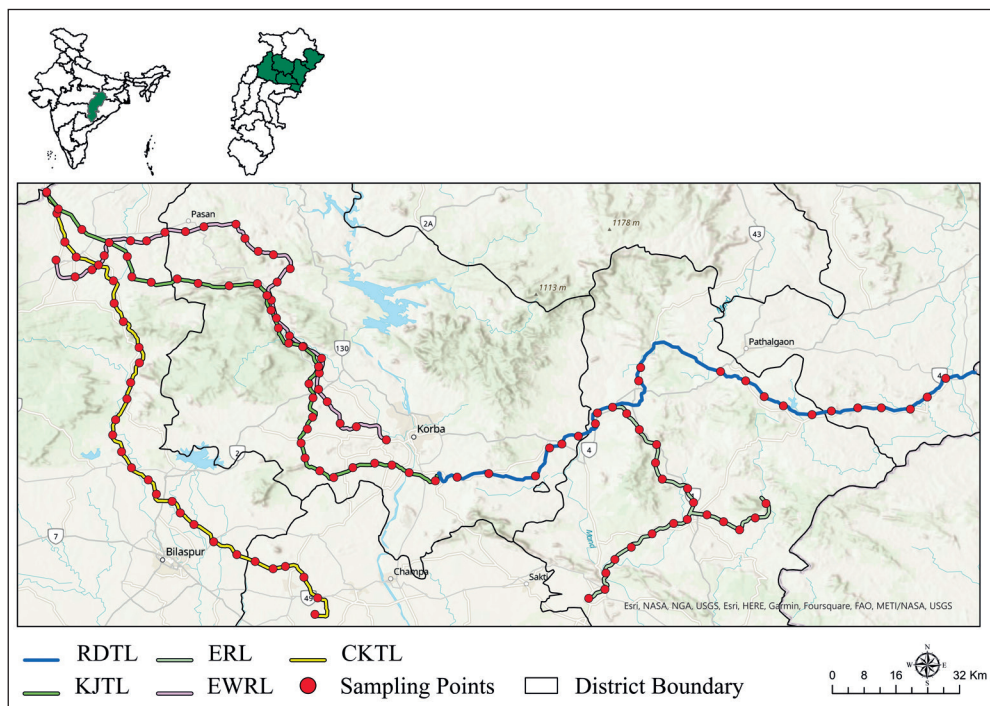 Pasan
2A
1178 m
43
1113 m
130
Pathalgaon
4
Korba
2
4
7
Bilaspur
Mand
Champa
Sakti
49
Esri, NASA, NGA, USGS, Esri, HERE, Garmin, Foursquare, FAO, METI/NASA, USGS
RDTL ERL CKTL
KJTL EWRL Sampling Points District Boundary
N
W E
S
0 8 16 24 32 Km